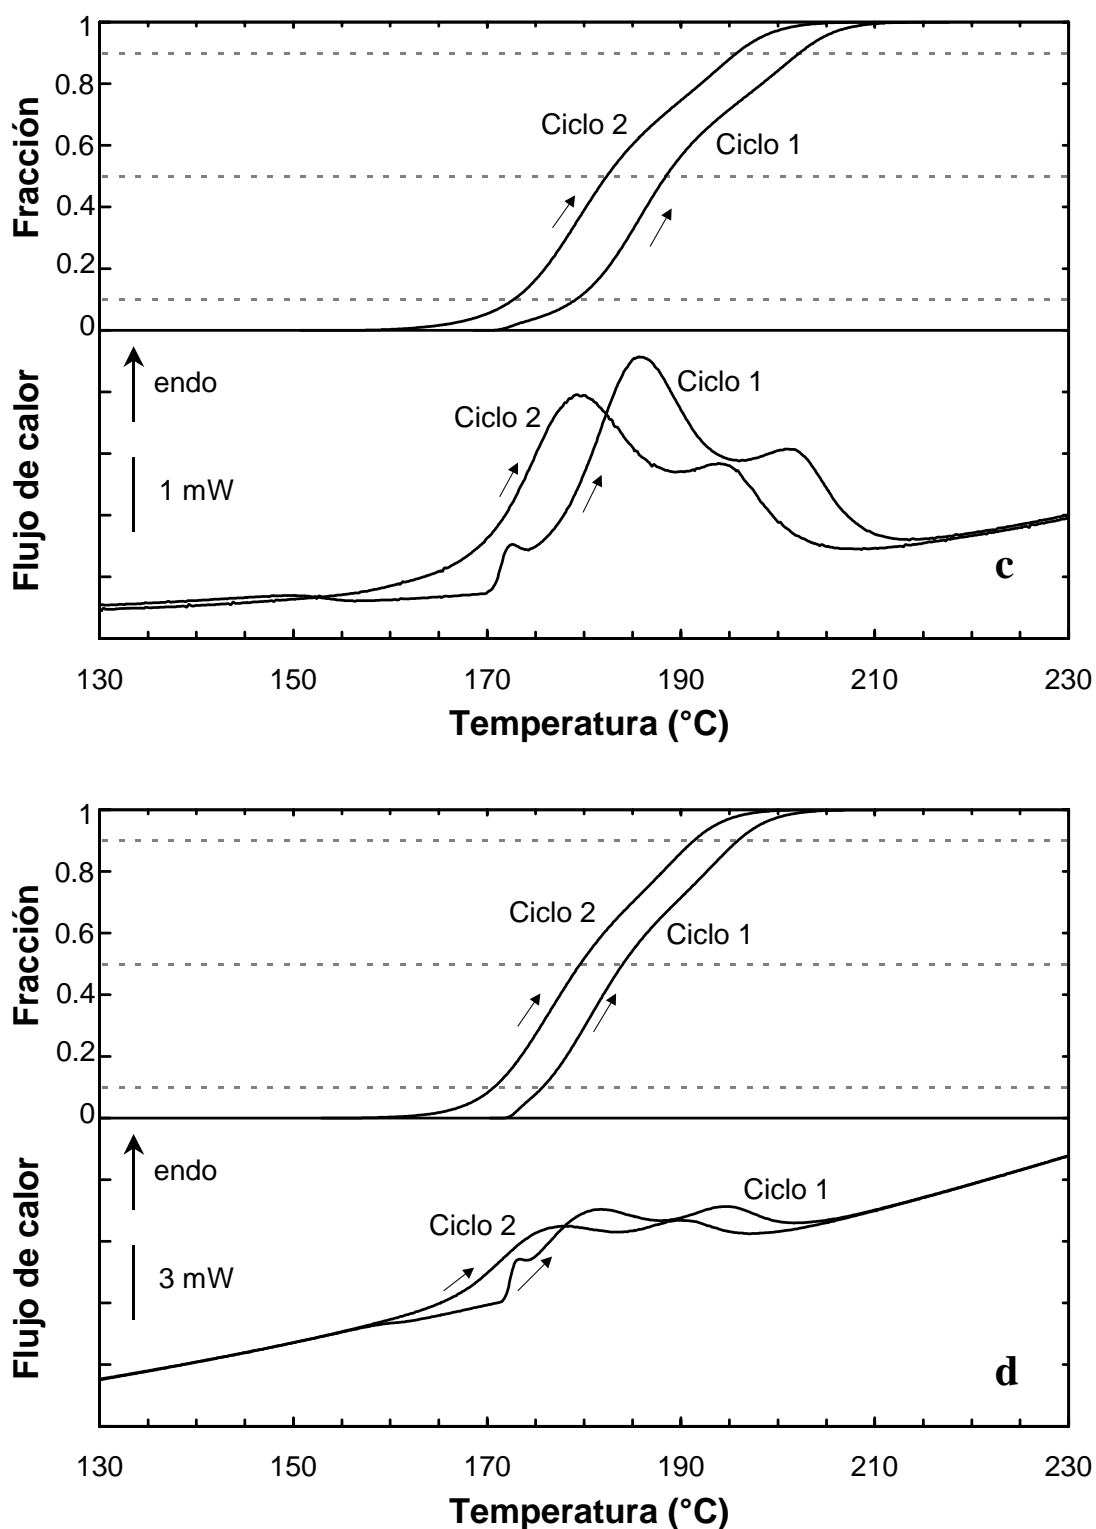 1
0.8
0.6
0.4
0.2
0
Fracción
Ciclo 2
Ciclo 1
Flujo de calor
endo
1 mW
Ciclo 2
Ciclo 1
c
130 150 170 190 210 230
Temperatura (°C)
1
0.8
0.6
0.4
0.2
0
Fracción
Ciclo 2
Ciclo 1
Flujo de calor
endo
3 mW
Ciclo 2
Ciclo 1
d
130 150 170 190 210 230
Temperatura (°C)